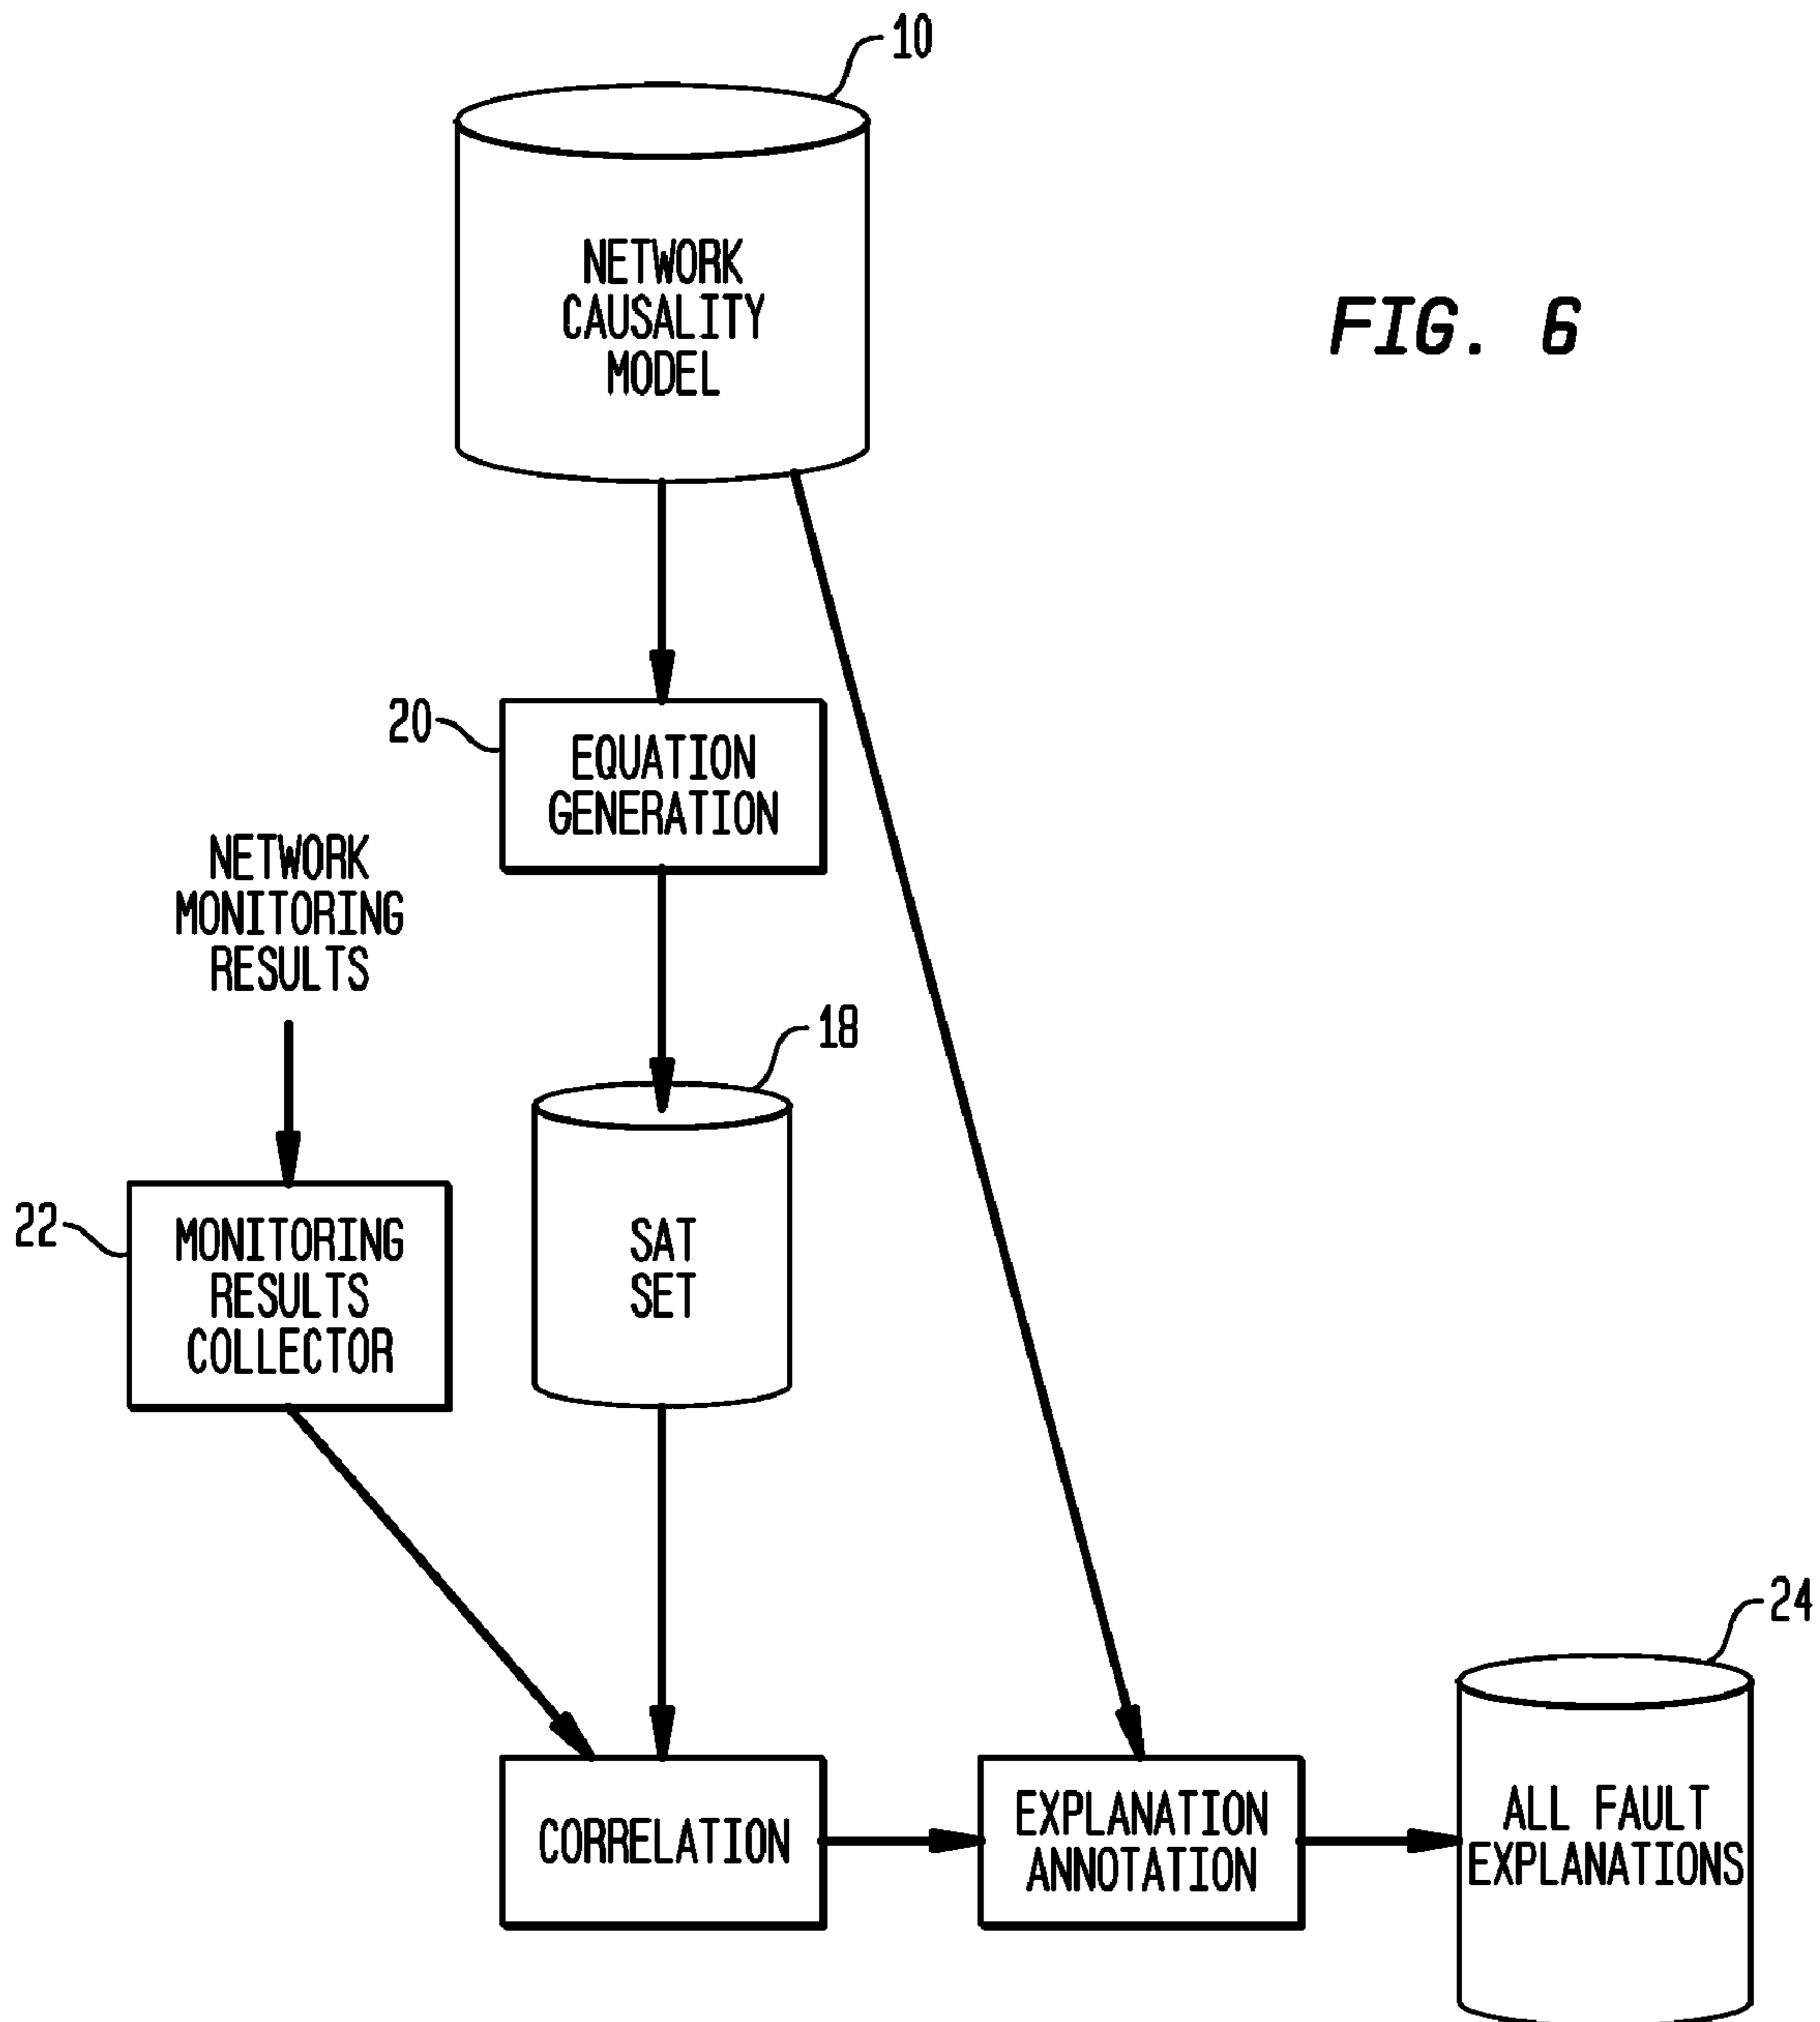 10
NETWORK
CAUSALITY
MODEL
FIG. 6
20
EQUATION
GENERATION
NETWORK
MONITORING
RESULTS
18
22
MONITORING
RESULTS
COLLECTOR
SAT
SET
24
CORRELATION
EXPLANATION
ANNOTATION
ALL FAULT
EXPLANATIONS